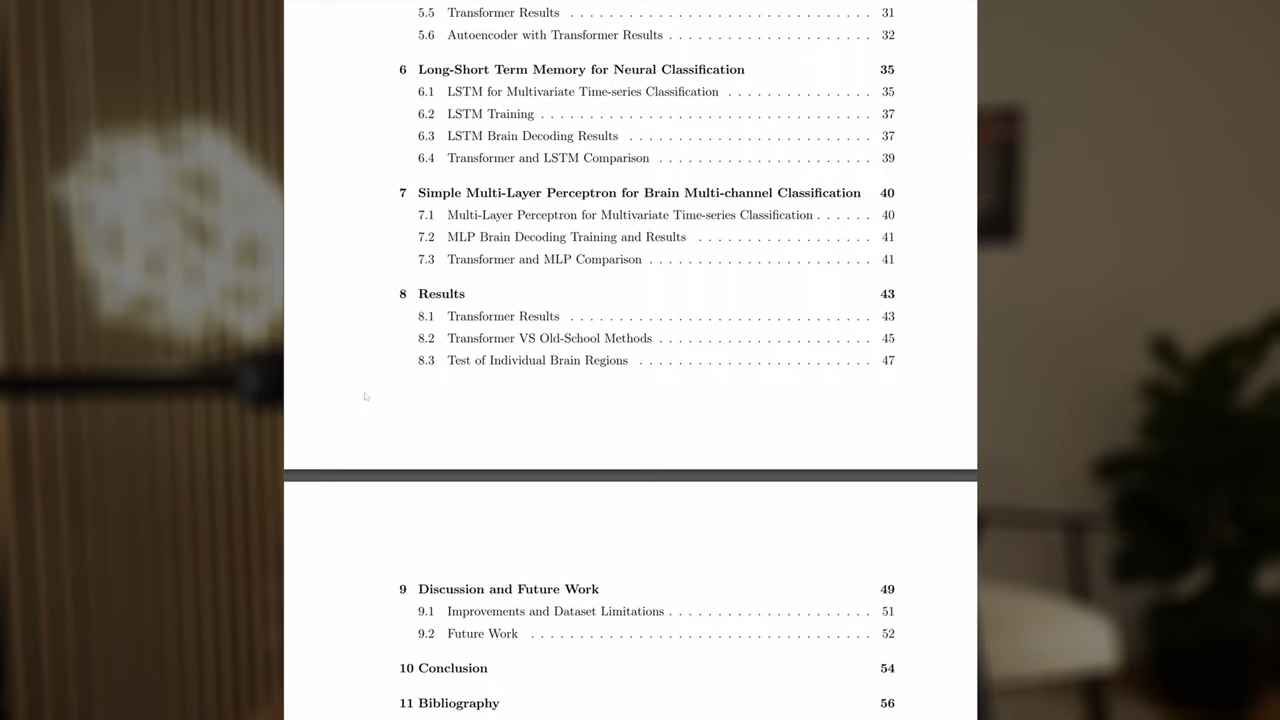 5.5 Transformer Results . . . . . . . . . . . . . . . . . . . . . . . . . . . . . . . . . 31
5.6 Autoencoder with Transformer Results . . . . . . . . . . . . . . . . . . . . . 32
6 Long-Short Term Memory for Neural Classification 35
6.1 LSTM for Multivariate Time-series Classification . . . . . . . . . . . . . . . 35
6.2 LSTM Training . . . . . . . . . . . . . . . . . . . . . . . . . . . . . . . . . . . . 37
6.3 LSTM Brain Decoding Results . . . . . . . . . . . . . . . . . . . . . . . . . . 37
6.4 Transformer and LSTM Comparison . . . . . . . . . . . . . . . . . . . . . . 39
7 Simple Multi-Layer Perceptron for Brain Multi-channel Classification 40
7.1 Multi-Layer Perceptron for Multivariate Time-series Classification . . . . . . 40
7.2 MLP Brain Decoding Training and Results . . . . . . . . . . . . . . . . . . 41
7.3 Transformer and MLP Comparison . . . . . . . . . . . . . . . . . . . . . . . 41
8 Results 43
8.1 Transformer Results . . . . . . . . . . . . . . . . . . . . . . . . . . . . . . . . . 43
8.2 Transformer VS Old-School Methods . . . . . . . . . . . . . . . . . . . . . . 45
8.3 Test of Individual Brain Regions . . . . . . . . . . . . . . . . . . . . . . . . 47
9 Discussion and Future Work 49
9.1 Improvements and Dataset Limitations . . . . . . . . . . . . . . . . . . . . . 51
9.2 Future Work . . . . . . . . . . . . . . . . . . . . . . . . . . . . . . . . . . . . . 52
10 Conclusion 54
11 Bibliography 56